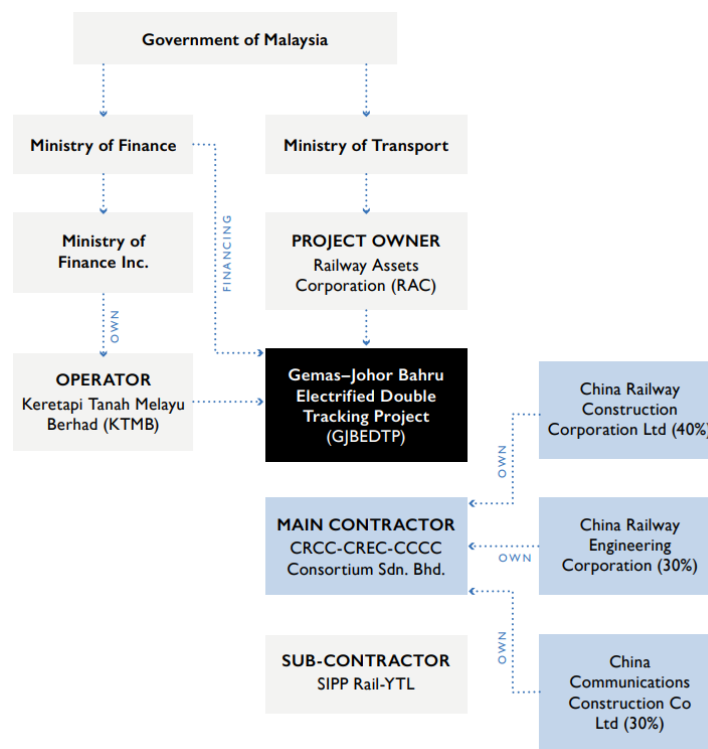 Government of Malaysia
Ministry of Finance
Ministry of Transport
Ministry of
Finance Inc.
FINANCING
PROJECT OWNER
Railway Assets
Corporation (RAC)
OWN
OPERATOR
Keretapi Tanah Melayu
Berhad (KTMB)
Gemas–Johor Bahru
Electrified Double
Tracking Project
(GJBEDTP)
China Railway
Construction
Corporation Ltd (40%)
OWN
MAIN CONTRACTOR
CRCC-CREC-CCCC
Consortium Sdn. Bhd.
OWN
China Railway
Engineering
Corporation (30%)
OWN
SUB-CONTRACTOR
SIPP Rail-YTL
China
Communications
Construction Co
Ltd (30%)